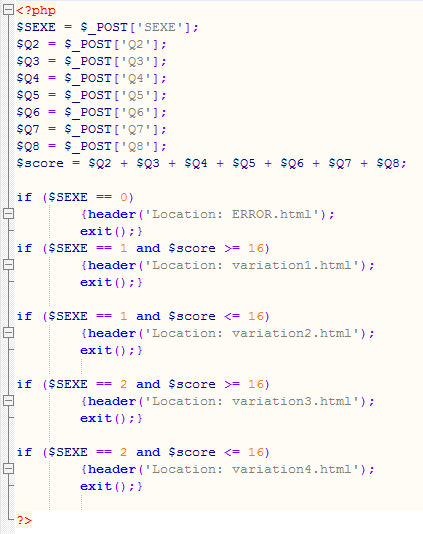 <?php
$SEXE = $_POST['SEXE'];
$Q2 = $_POST['Q2'];
$Q3 = $_POST['Q3'];
$Q4 = $_POST['Q4'];
$Q5 = $_POST['Q5'];
$Q6 = $_POST['Q6'];
$Q7 = $_POST['Q7'];
$Q8 = $_POST['Q8'];
$score = $Q2 + $Q3 + $Q4 + $Q5 + $Q6 + $Q7 + $Q8;
if ($SEXE == 0)
{header('Location: ERROR.html');
exit();}
if ($SEXE == 1 and $score >= 16)
{header('Location: variation1.html');
exit();}
if ($SEXE == 1 and $score <= 16)
{header('Location: variation2.html');
exit();}
if ($SEXE == 2 and $score >= 16)
{header('Location: variation3.html');
exit();}
if ($SEXE == 2 and $score <= 16)
{header('Location: variation4.html');
exit();}
?>